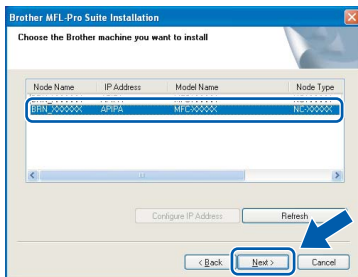 Brother MFL-Pro Suite Installation
Choose the Brother machine you want to install
Node Name IP Address Model Name Node Type
BRN_XXXXXX APIPA MFC-XXXXX NC-XXXXX
Configure IP Address Refresh
< Back Next > Cancel